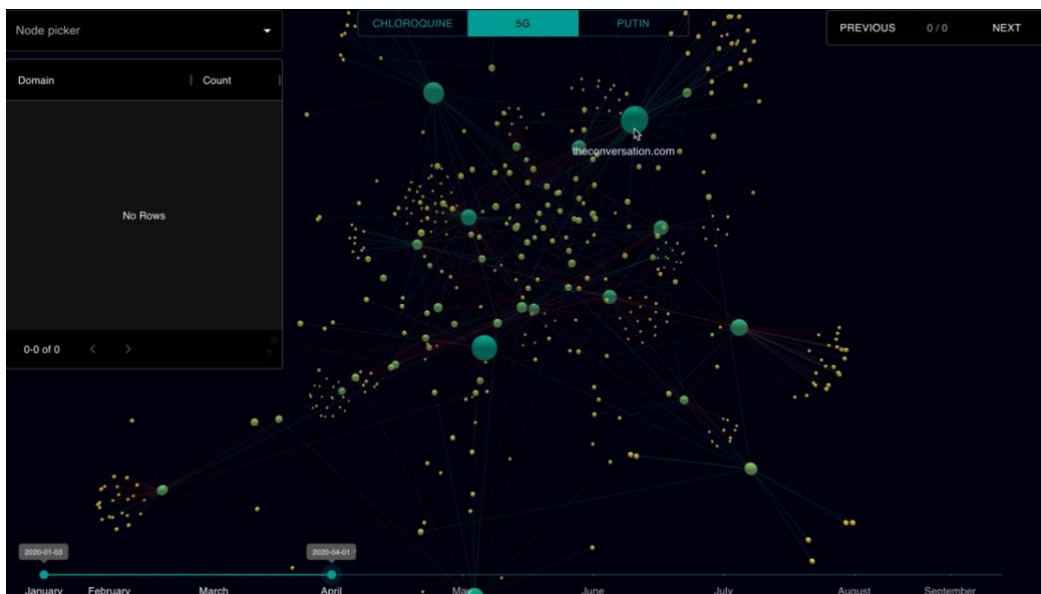 Node picker
CHLOROQUINE 5G PUTIN
PREVIOUS 0 / 0 NEXT
Domain Count
theconversation.com
No Rows
0-0 of 0
2020-01-03 2020-04-01
January February March April May June July August September